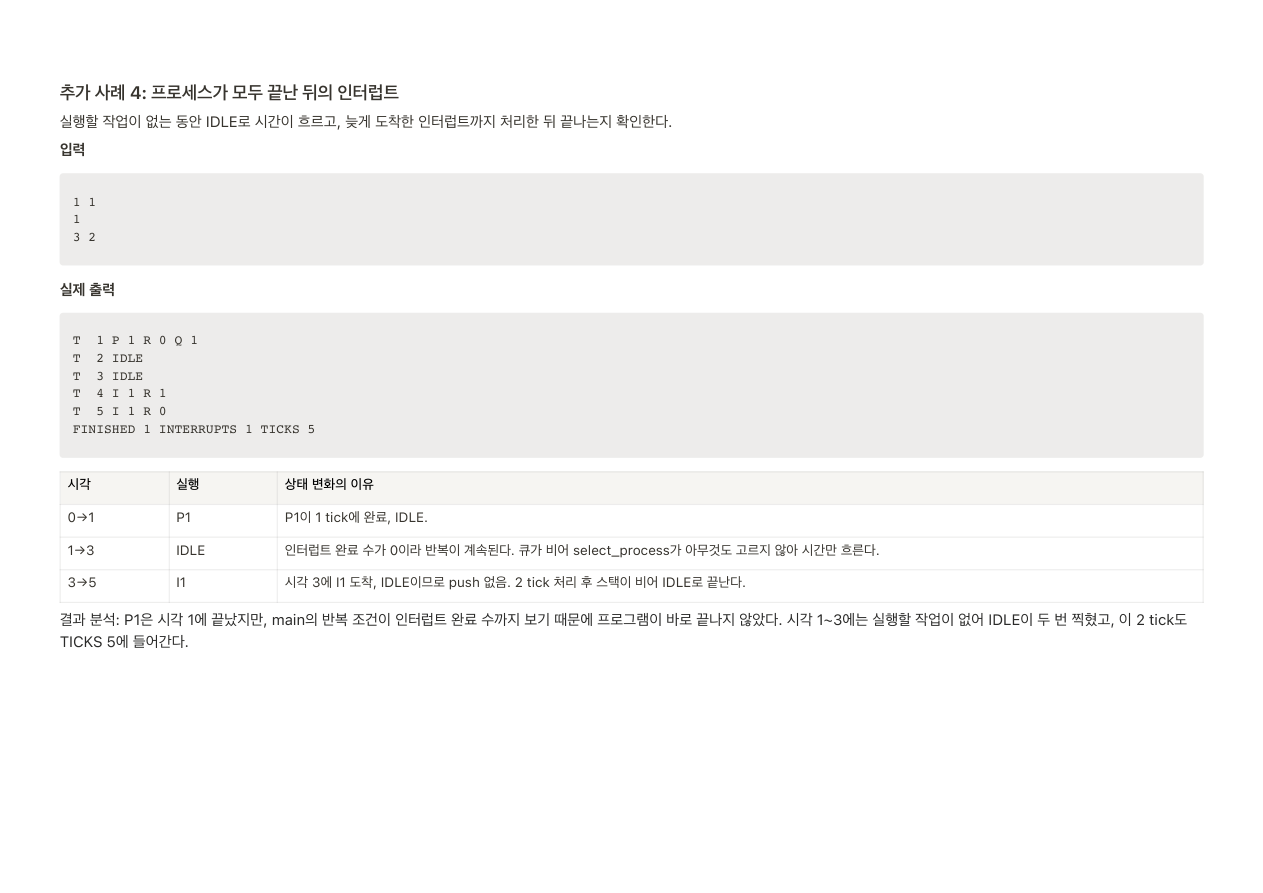 추가 사례 4: 프로세스가 모두 끝난 뒤의 인터럽트
실행할 작업이 없는 동안 IDLE로 시간이 흐르고, 늦게 도착한 인터럽트까지 처리한 뒤 끝나는지 확인한다.
입력
1 1
1
3 2
실제 출력
T  1 P 1 R 0 Q 1
T  2 IDLE
T  3 IDLE
T  4 I 1 R 1
T  5 I 1 R 0
FINISHED 1 INTERRUPTS 1 TICKS 5
시각 실행 상태 변화의 이유
0→1 P1 P1이 1 tick에 완료, IDLE.
1→3 IDLE 인터럽트 완료 수가 0이라 반복이 계속된다. 큐가 비어 select_process가 아무것도 고르지 않아 시간만 흐른다.
3→5 I1 시각 3에 I1 도착, IDLE이므로 push 없음. 2 tick 처리 후 스택이 비어 IDLE로 끝난다.
결과 분석: P1은 시각 1에 끝났지만, main의 반복 조건이 인터럽트 완료 수까지 보기 때문에 프로그램이 바로 끝나지 않았다. 시각 1~3에는 실행할 작업이 없어 IDLE이 두 번 찍혔고, 이 2 tick도
TICKS 5에 들어간다.